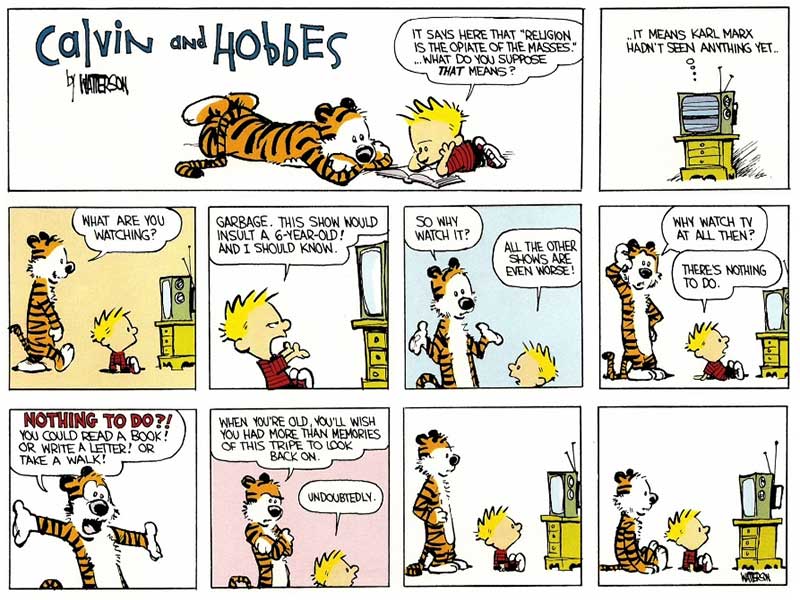 Calvin and Hobbes
by WATTERSON
IT SAYS HERE THAT "RELIGION
IS THE OPIATE OF THE MASSES."
...WHAT DO YOU SUPPOSE
THAT MEANS?
..IT MEANS KARL MARX
HADN'T SEEN ANYTHING YET..
WHAT ARE YOU
WATCHING?
GARBAGE. THIS SHOW WOULD
INSULT A 6-YEAR-OLD!
AND I SHOULD KNOW.
SO WHY
WATCH IT?
ALL THE OTHER
SHOWS ARE
EVEN WORSE!
WHY WATCH TV
AT ALL THEN?
THERE'S NOTHING
TO DO.
NOTHING TO DO?!
YOU COULD READ A BOOK!
OR WRITE A LETTER! OR
TAKE A WALK!
WHEN YOU'RE OLD, YOU'LL WISH
YOU HAD MORE THAN MEMORIES
OF THIS TRIPE TO LOOK
BACK ON.
UNDOUBTEDLY.
WATTERSON